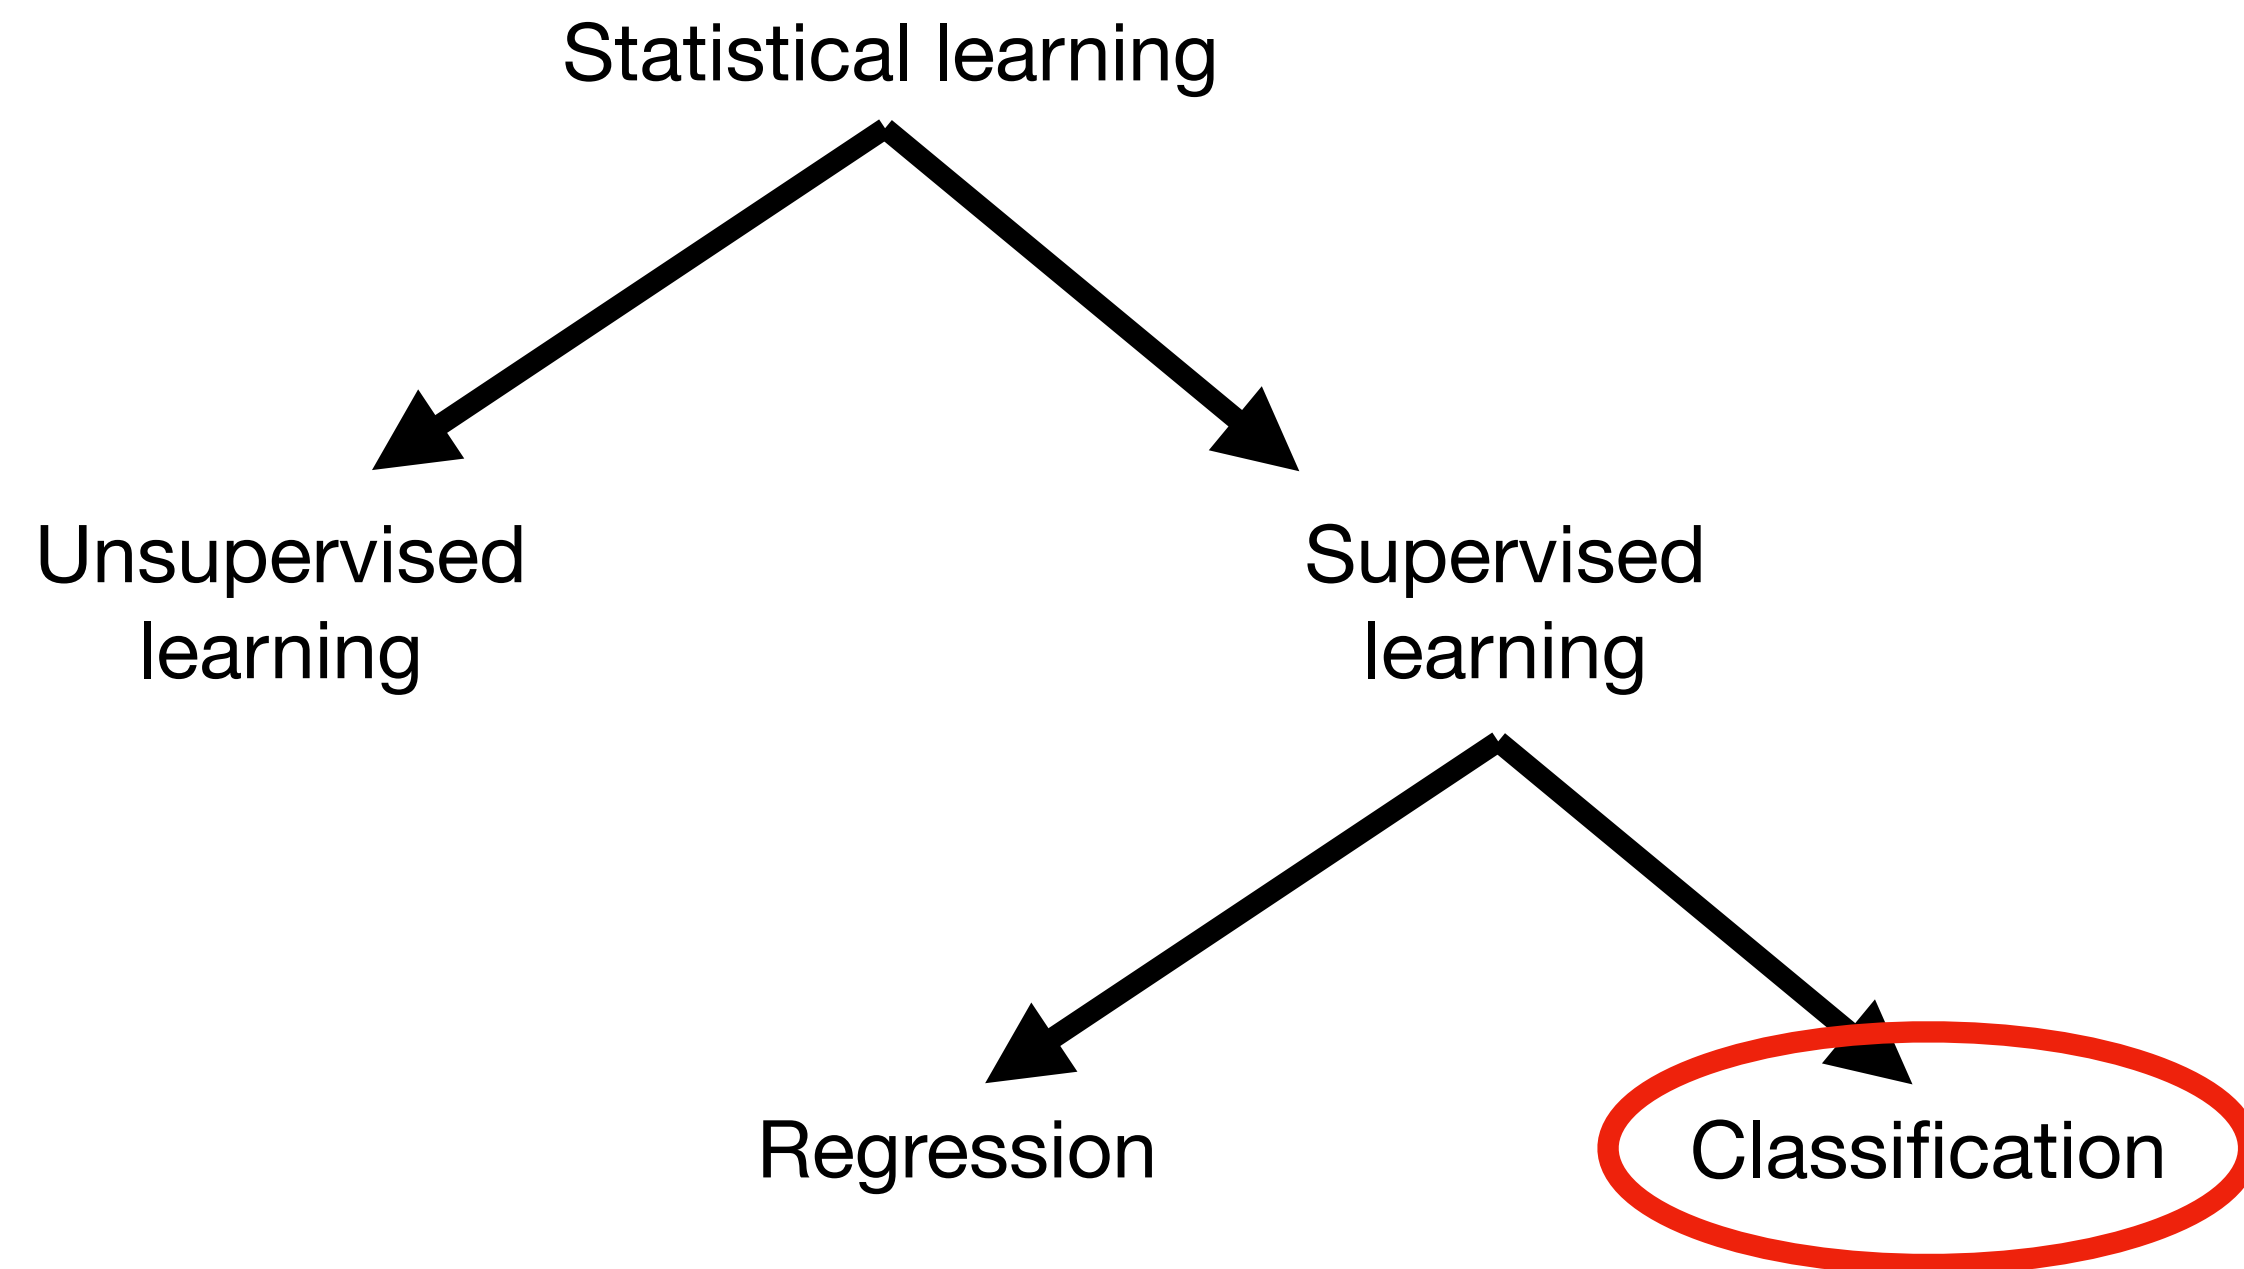 Statistical learning
Unsupervised
learning
Supervised
learning
Regression
Classification